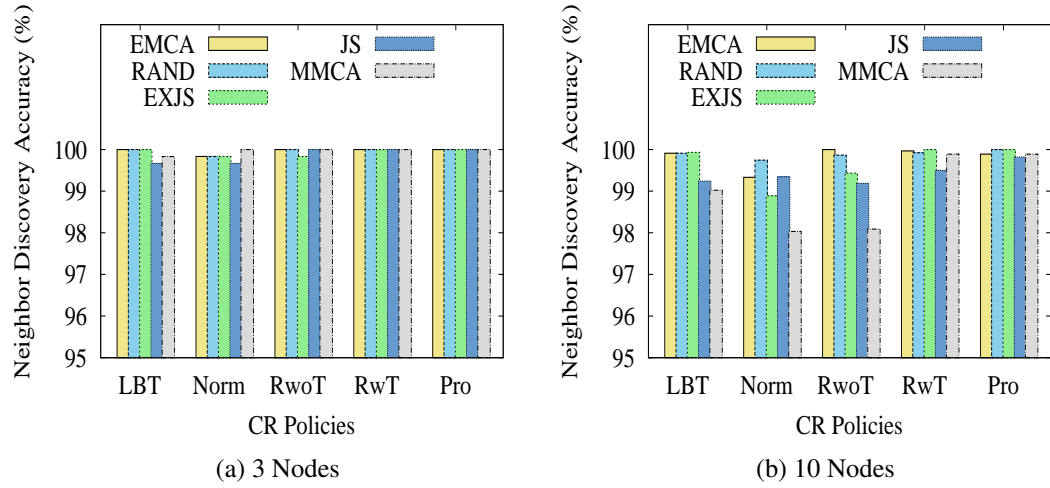 Neighbor Discovery Accuracy (%)
EMCA
RAND
EXJS
JS
MMCA
100
99
98
97
96
95
LBT Norm RwoT RwT Pro
CR Policies
(a) 3 Nodes
Neighbor Discovery Accuracy (%)
EMCA
RAND
EXJS
JS
MMCA
100
99
98
97
96
95
LBT Norm RwoT RwT Pro
CR Policies
(b) 10 Nodes